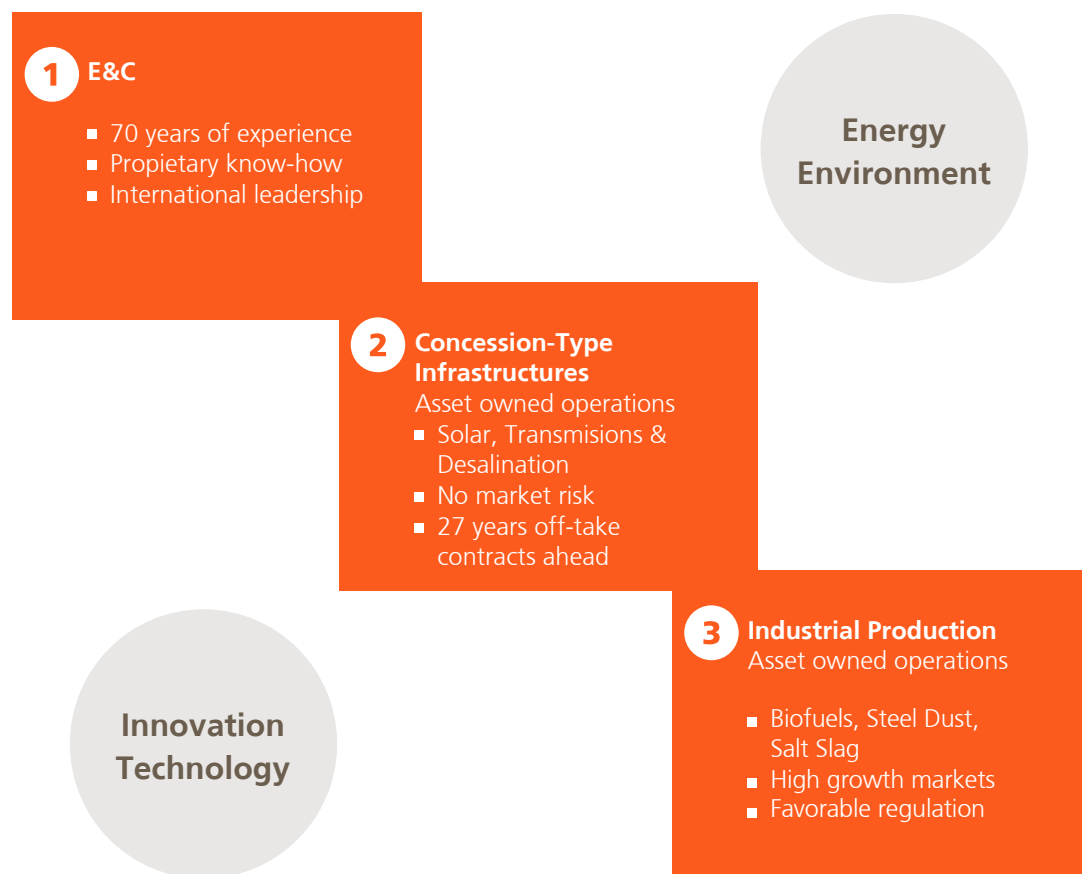 1 E&C
■ 70 years of experience
■ Propietary know-how
■ International leadership
Energy
Environment
2 Concession-Type
Infrastructures
Asset owned operations
■ Solar, Transmisions &
Desalination
■ No market risk
■ 27 years off-take
contracts ahead
3 Industrial Production
Asset owned operations
■ Biofuels, Steel Dust,
Salt Slag
■ High growth markets
■ Favorable regulation
Innovation
Technology